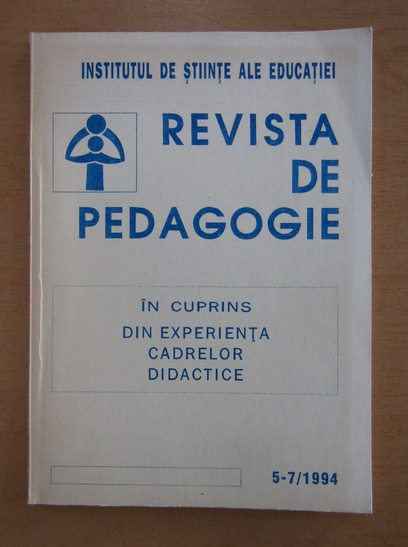 INSTITUTUL DE ȘTIINȚE ALE EDUCAȚIEI
REVISTA
DE
PEDAGOGIE
ÎN CUPRINS
DIN EXPERIENȚA
CADRELOR
DIDACTICE
5-7/1994